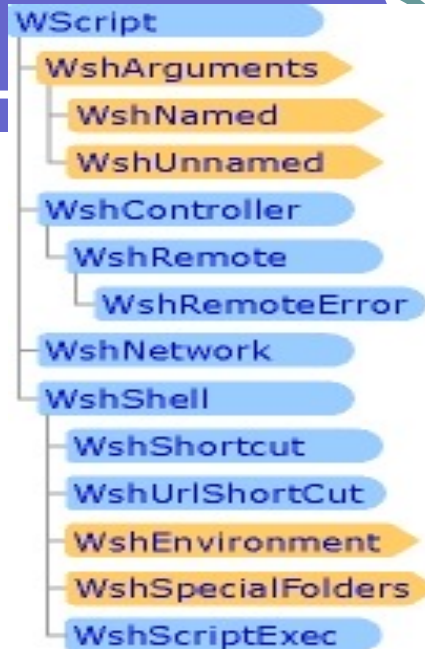 WScript
WshArguments
WshNamed
WshUnnamed
WshController
WshRemote
WshRemoteError
WshNetwork
WshShell
WshShortcut
WshUrlShortCut
WshEnvironment
WshSpecialFolders
WshScriptExec